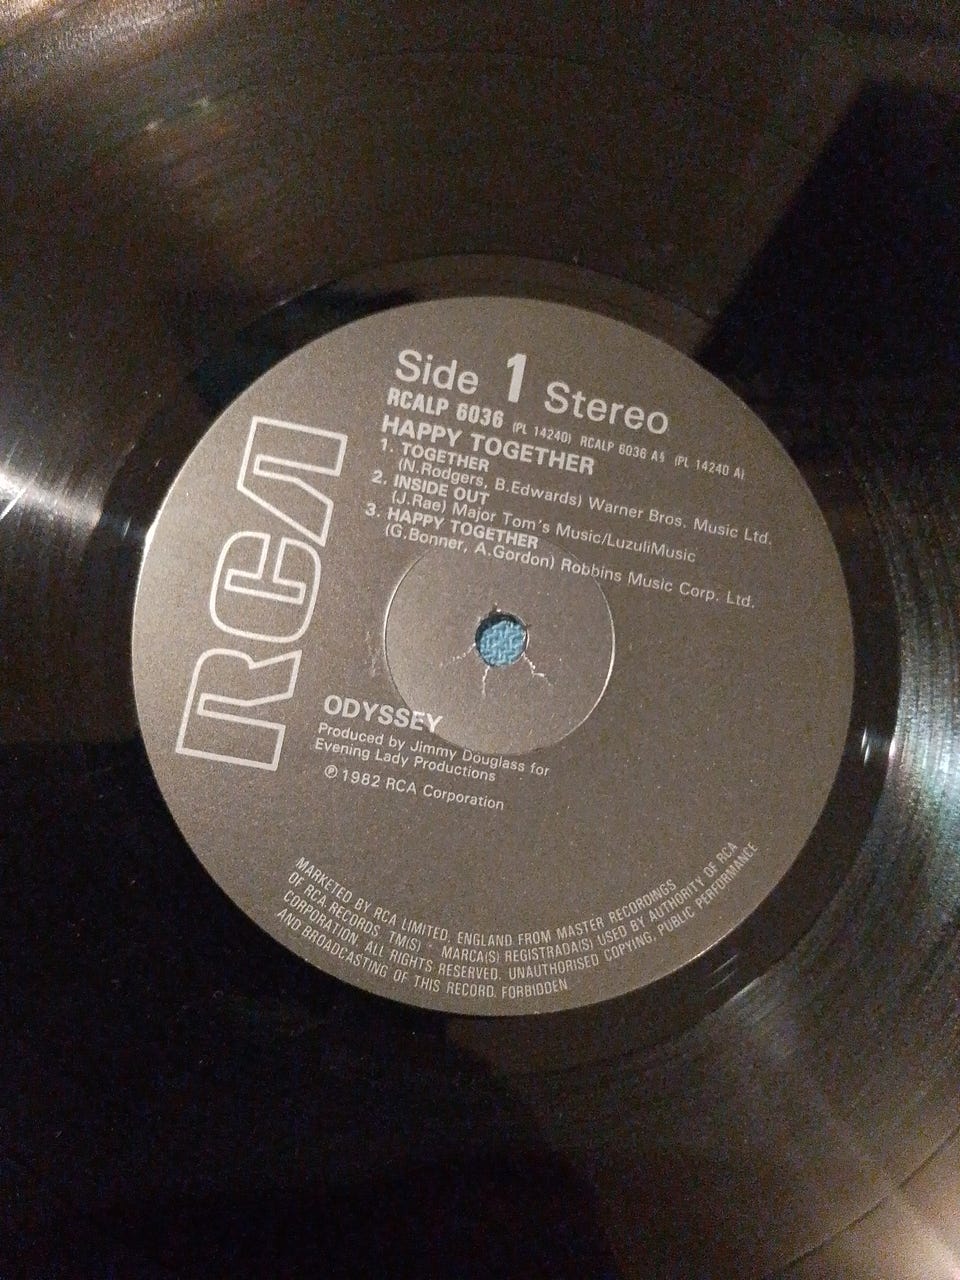 RCA
Side 1 Stereo
RCALP 6036 (PL 14240) RCALP 6036 A§ (PL 14240 A)
HAPPY TOGETHER
1. TOGETHER
(N.Rodgers, B.Edwards) Warner Bros. Music Ltd.
2. INSIDE OUT
(J.Rae) Major Tom's Music/LuzuliMusic
3. HAPPY TOGETHER
(G.Bonner, A.Gordon) Robbins Music Corp. Ltd.
ODYSSEY
Produced by Jimmy Douglass for
Evening Lady Productions
℗ 1982 RCA Corporation
MARKETED BY RCA LIMITED, ENGLAND FROM MASTER RECORDINGS
OF RCA RECORDS, TM(S) - MARCA(S) REGISTRADA(S) USED BY AUTHORITY OF RCA
CORPORATION. ALL RIGHTS RESERVED. UNAUTHORISED COPYING, PUBLIC PERFORMANCE
AND BROADCASTING OF THIS RECORD. FORBIDDEN